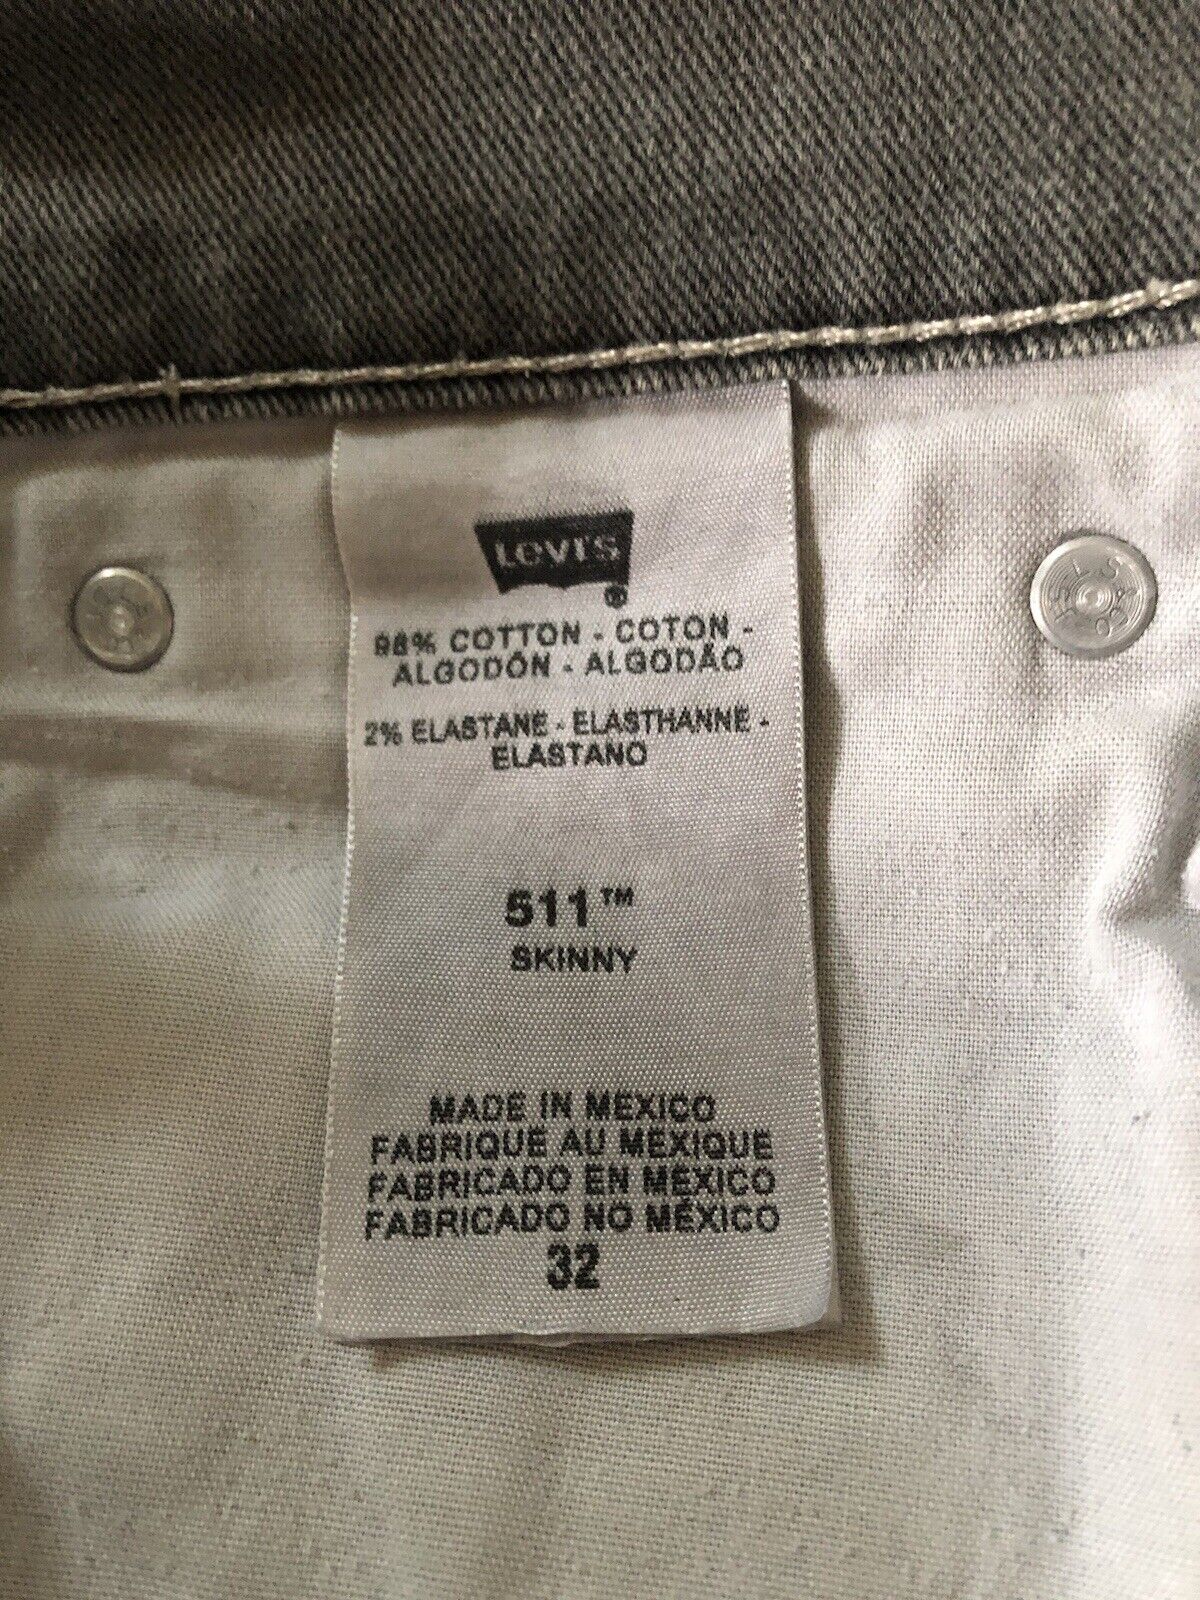 Levi's
®
98% COTTON - COTON -
ALGODÓN - ALGODÃO
2% ELASTANE - ELASTHANNE -
ELASTANO
511™
SKINNY
MADE IN MEXICO
FABRIQUE AU MEXIQUE
FABRICADO EN MEXICO
FABRICADO NO MÉXICO
32